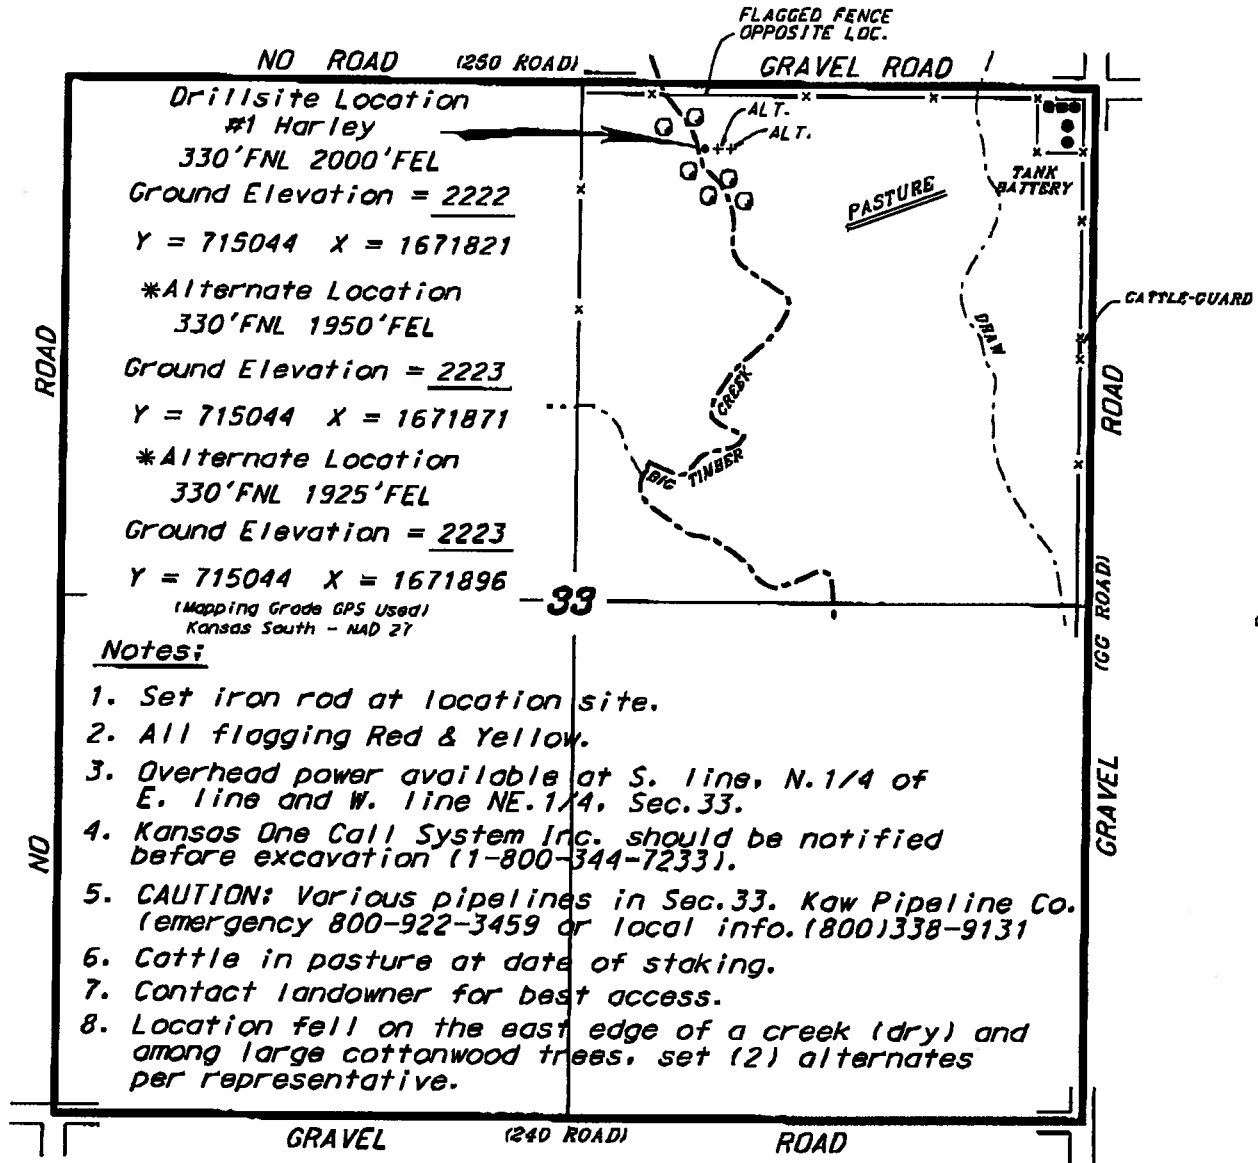 FLAGGED FENCE
OPPOSITE LOC.
NO ROAD
(250 ROAD)
GRAVEL ROAD
Drillsite Location
#1 Harley
330'FNL 2000'FEL
Ground Elevation = 2222
Y = 715044 X = 1671821
*Alternate Location
330'FNL 1950'FEL
Ground Elevation = 2223
Y = 715044 X = 1671871
*Alternate Location
330'FNL 1925'FEL
Ground Elevation = 2223
Y = 715044 X = 1671896
(Mapping Grade GPS Used)
Kansas South - NAD 27
ALT.
ALT.
TANK
BATTERY
PASTURE
CATTLE-GUARD
DRAW
CREEK
TIMBER
BIG
33
ROAD
NO
ROAD
(GG ROAD)
GRAVEL
Notes:
1. Set iron rod at location site.
2. All flagging Red & Yellow.
3. Overhead power available at S. line, N.1/4 of
E. line and W. line NE.1/4, Sec.33.
4. Kansas One Call System Inc. should be notified
before excavation (1-800-344-7233).
5. CAUTION: Various pipelines in Sec.33. Kaw Pipeline Co.
(emergency 800-922-3459 or local info.(800)338-9131
6. Cattle in pasture at date of staking.
7. Contact landowner for best access.
8. Location fell on the east edge of a creek (dry) and
among large cottonwood trees, set (2) alternates
per representative.
GRAVEL
(240 ROAD)
ROAD